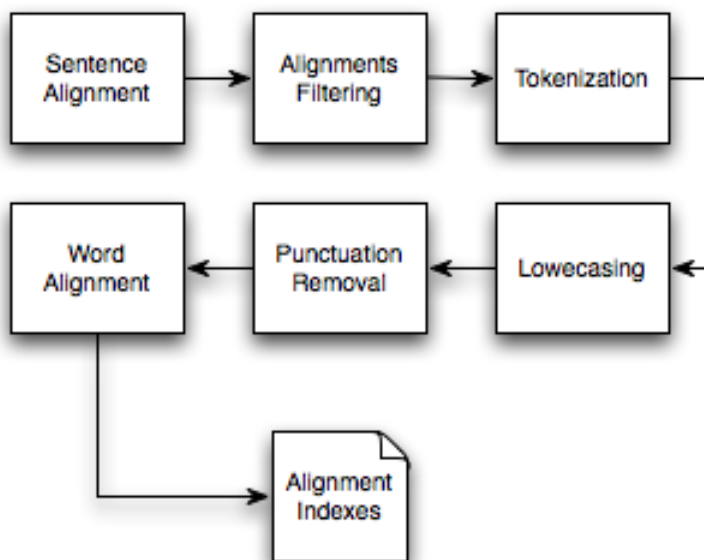 Sentence
Alignment
Alignments
Filtering
Tokenization
Lowecasing
Punctuation
Removal
Word
Alignment
Alignment
Indexes